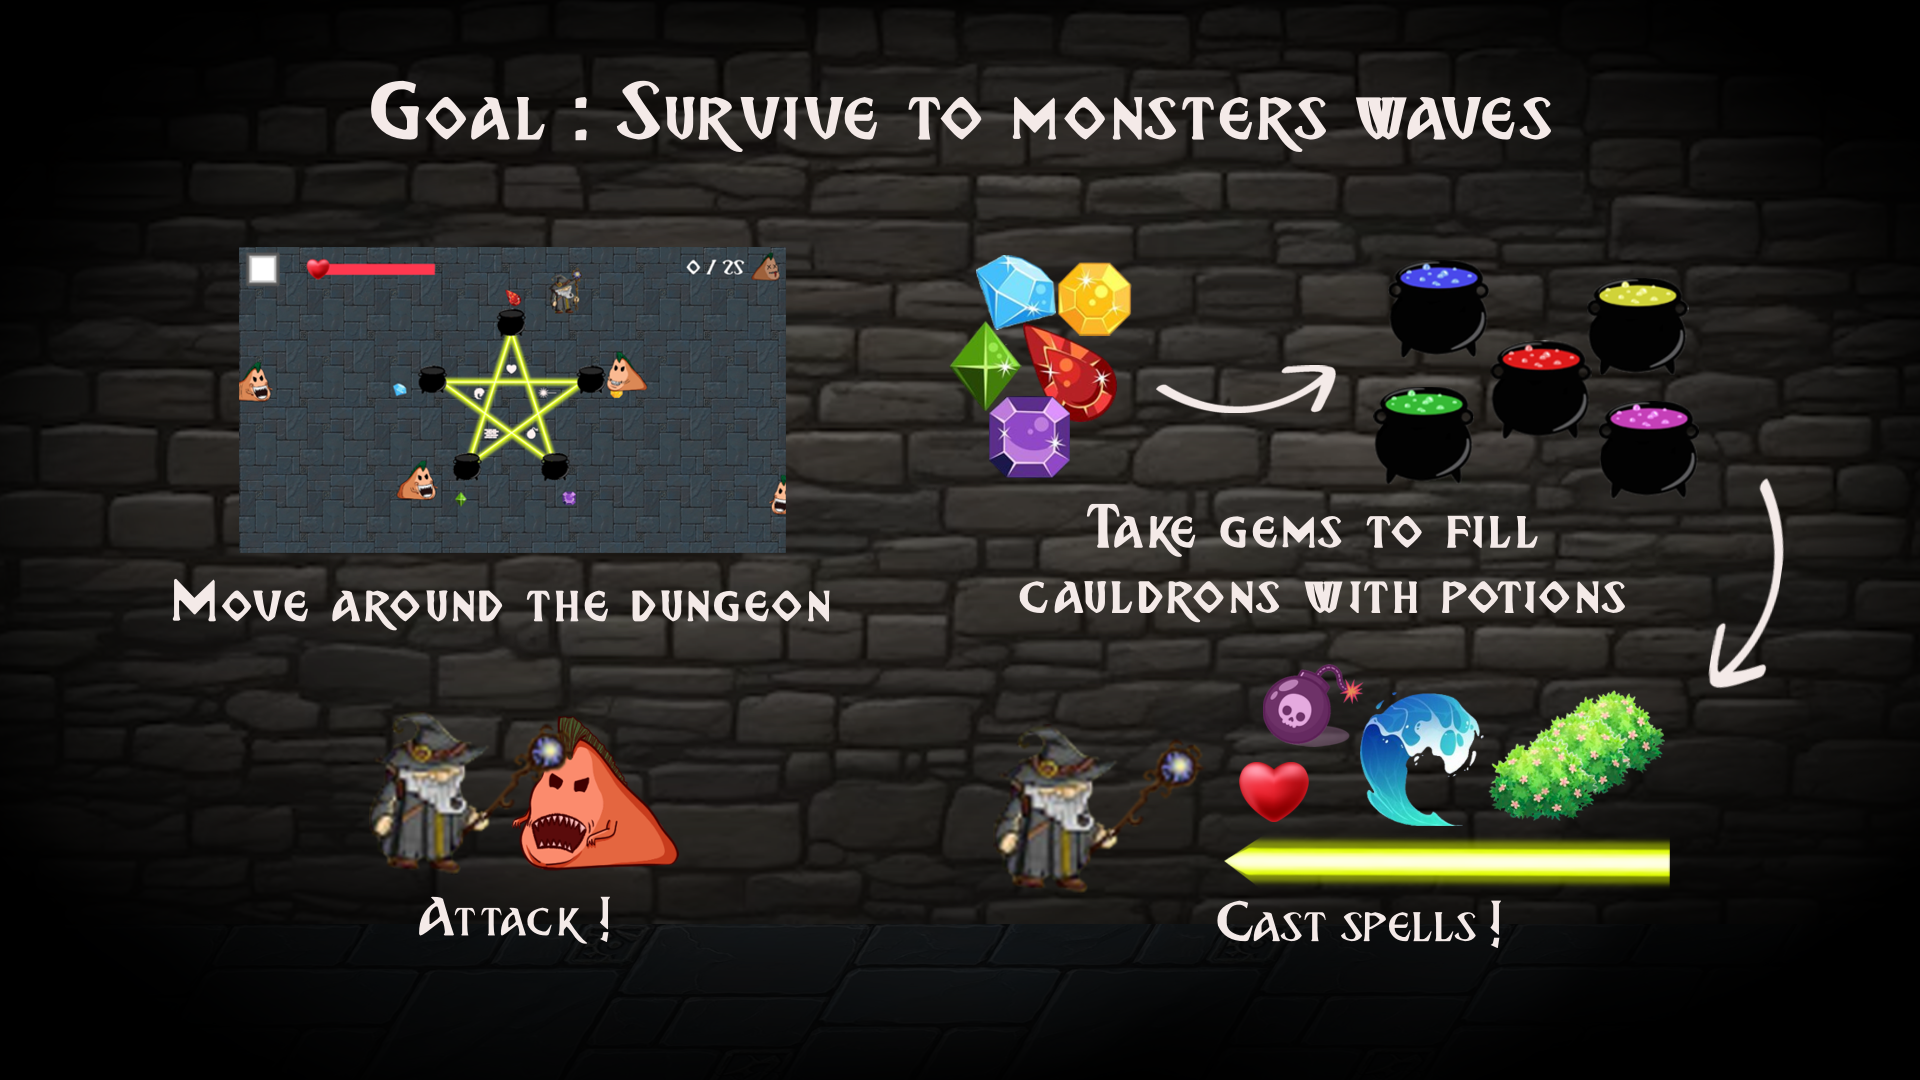 Goal : Survive to monsters waves
0 / 25
Move around the dungeon
Take gems to fill
cauldrons with potions
Attack !
Cast spells !